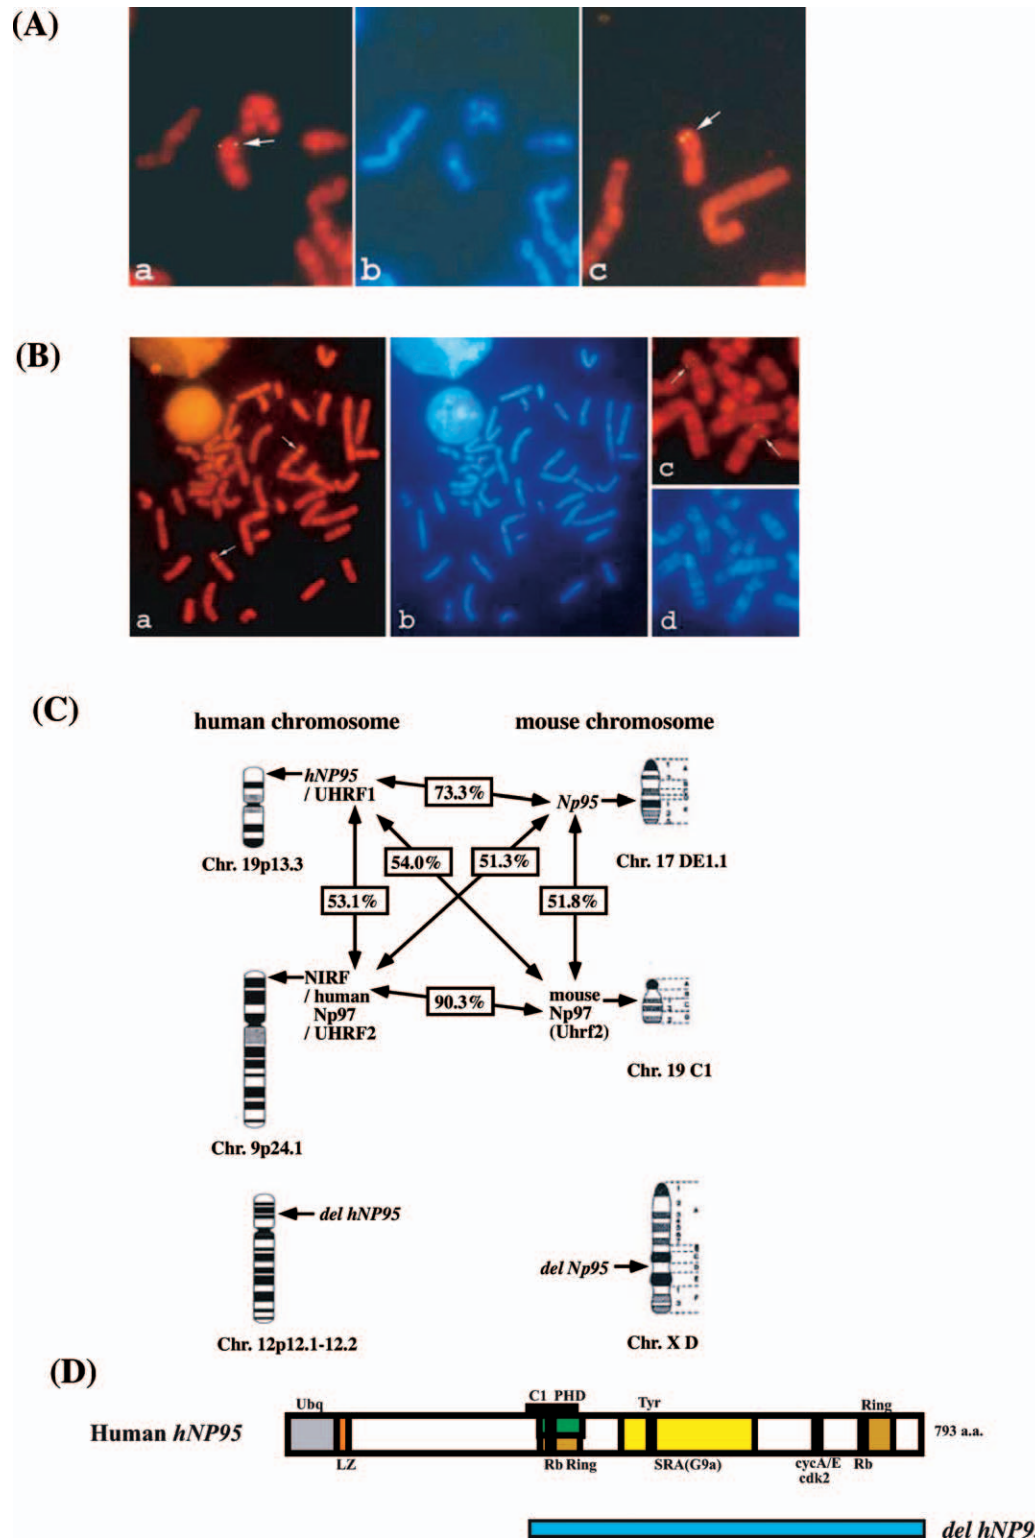 (A)
a
b
c
(B)
a
b
c
d
(C)
human chromosome
mouse chromosome
hNP95
/ UHRF1
73.3%
Np95
Chr. 19p13.3
Chr. 17 DE1.1
54.0%
51.3%
53.1%
51.8%
NIRF
/ human
Np97
/ UHRF2
90.3%
mouse
Np97
(Uhrf2)
Chr. 9p24.1
Chr. 19 C1
del hNP95
del Np95
Chr. 12p12.1-12.2
Chr. X D
(D)
C1 PHD
Ubq
Tyr
Ring
Human hNP95
793 a.a.
LZ
Rb Ring
SRA(G9a)
cycA/E
cdk2
Rb
del hNP9